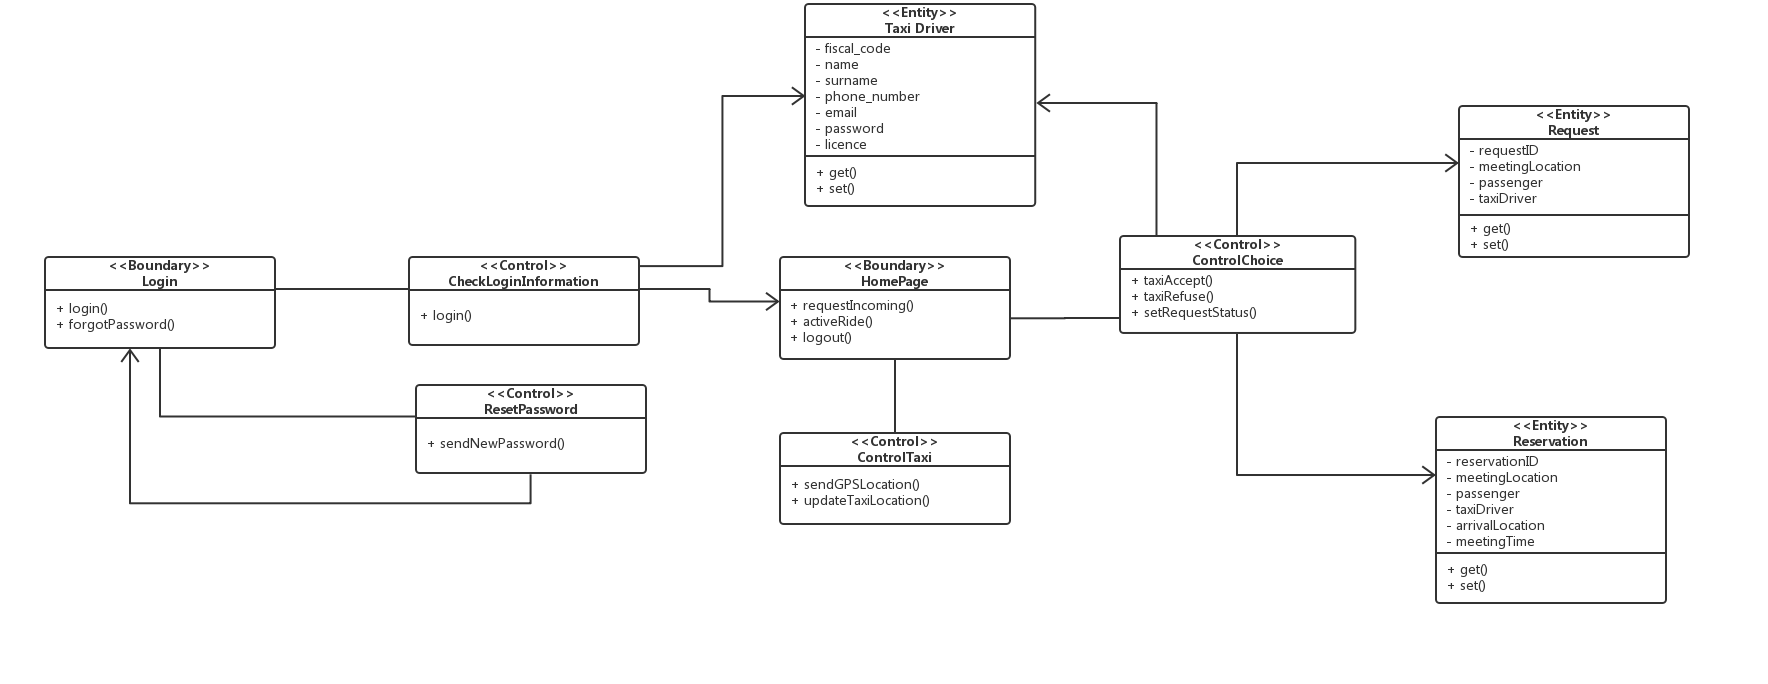 <<Entity>>
Taxi Driver
- fiscal_code
- name
- surname
- phone_number
- email
- password
- licence
+ get()
+ set()
<<Entity>>
Request
- requestID
- meetingLocation
- passenger
- taxiDriver
+ get()
+ set()
<<Boundary>>
Login
+ login()
+ forgotPassword()
<<Control>>
CheckLoginInformation
+ login()
<<Boundary>>
HomePage
+ requestIncoming()
+ activeRide()
+ logout()
<<Control>>
ControlChoice
+ taxiAccept()
+ taxiRefuse()
+ setRequestStatus()
<<Control>>
ResetPassword
+ sendNewPassword()
<<Control>>
ControlTaxi
+ sendGPSLocation()
+ updateTaxiLocation()
<<Entity>>
Reservation
- reservationID
- meetingLocation
- passenger
- taxiDriver
- arrivalLocation
- meetingTime
+ get()
+ set()